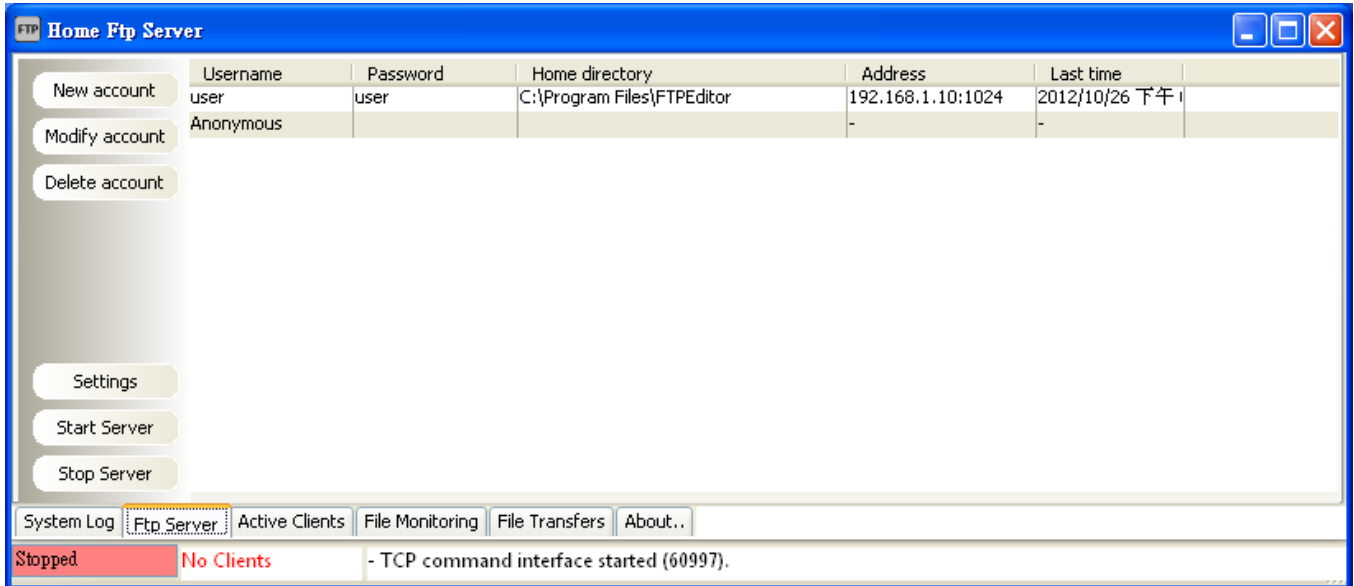 FTP Home Ftp Server
New account
Modify account
Delete account
Settings
Start Server
Stop Server
Username Password Home directory Address Last time
user user C:\Program Files\FTPEditor 192.168.1.10:1024 2012/10/26 下午
Anonymous - -
System Log Ftp Server Active Clients File Monitoring File Transfers About..
Stopped No Clients - TCP command interface started (60997).